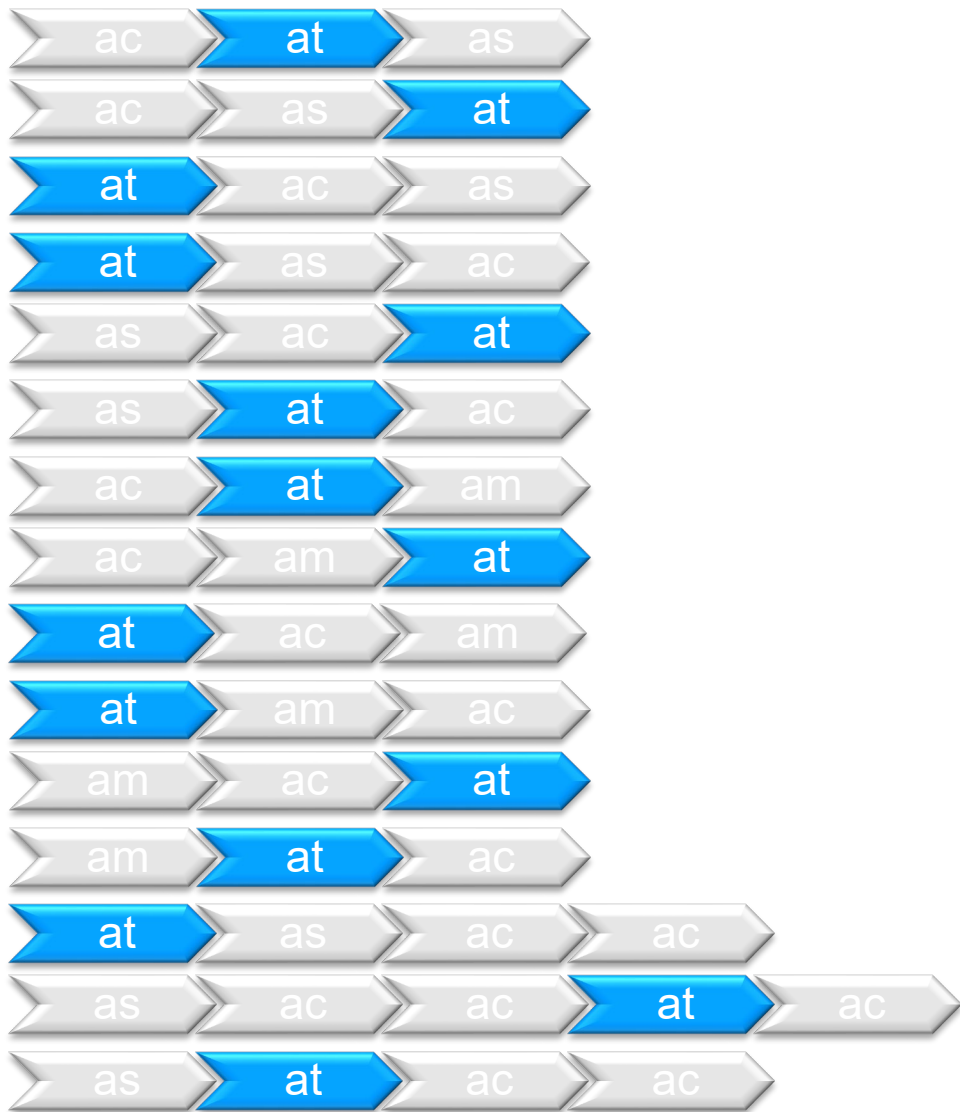 ac at as
ac as at
at ac as
at as ac
as ac at
as at ac
ac at am
ac am at
at ac am
at am ac
am ac at
am at ac
at as ac ac
as ac ac at ac
as at ac ac